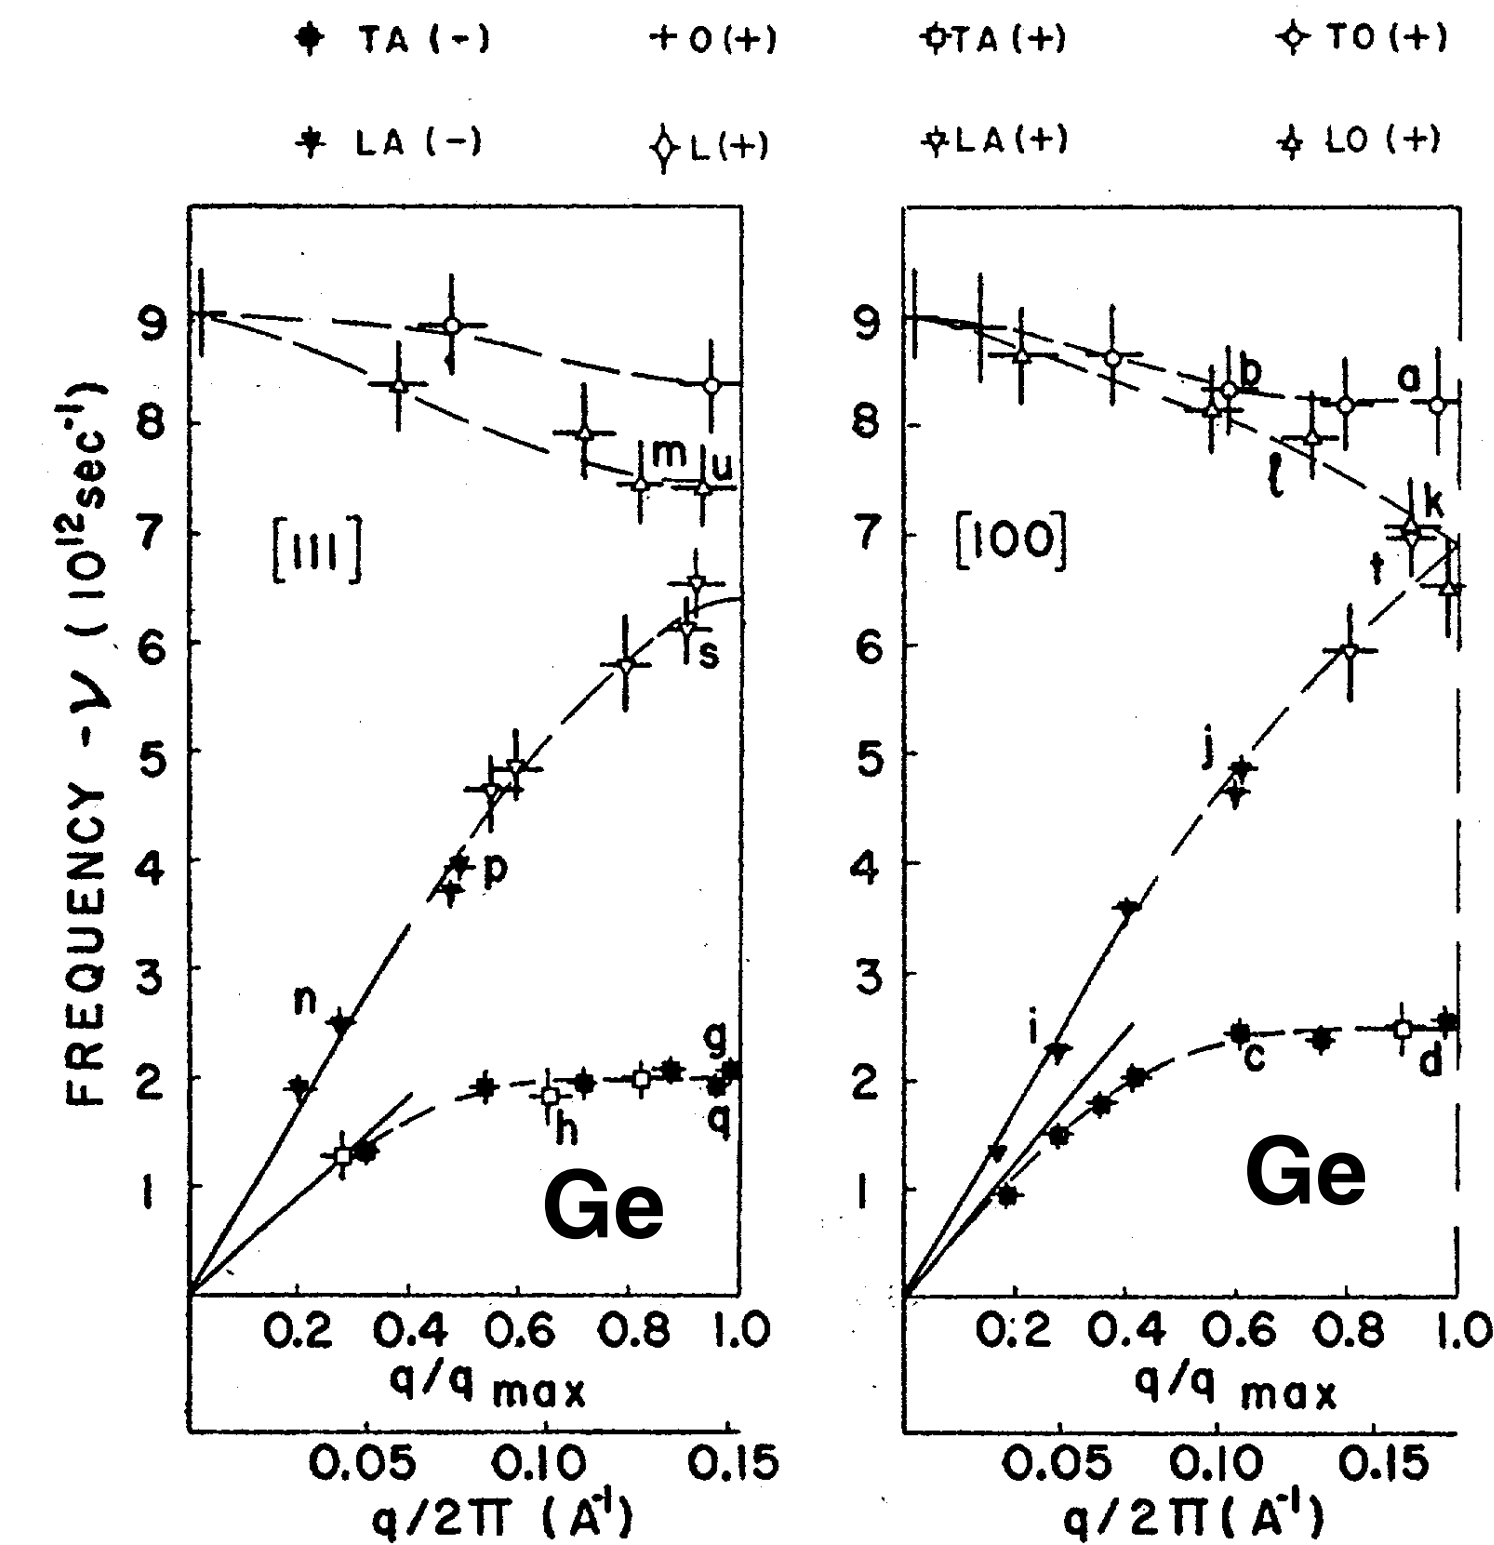 TA (-) O (+) TA (+) TO (+)
LA (-) L (+) LA (+) LO (+)
FREQUENCY - ν (10¹²sec⁻¹)
9
8
7
6
5
4
3
2
1
[111]
m
u
s
p
n
g
h
q
Ge
0.2 0.4 0.6 0.8 1.0
q/q max
0.05 0.10 0.15
q/2π (A⁻¹)
9
8
7
6
5
4
3
2
1
[100]
b
a
l
k
t
j
i
c
d
Ge
0.2 0.4 0.6 0.8 1.0
q/q max
0.05 0.10 0.15
q/2π (A⁻¹)